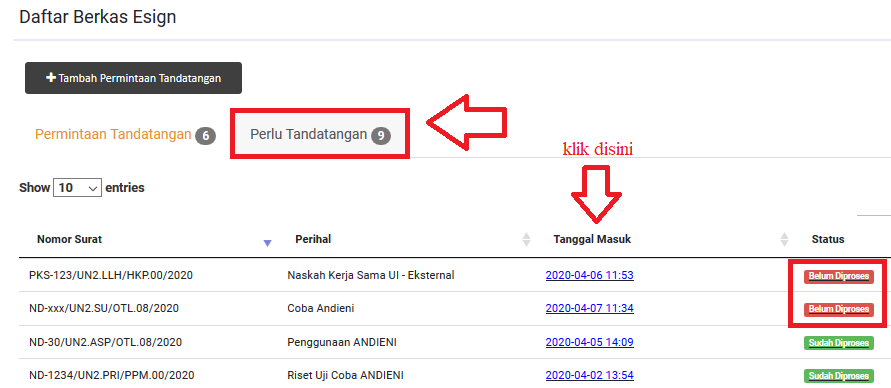 Daftar Berkas Esign
+ Tambah Permintaan Tandatangan
Permintaan Tandatangan 6 Perlu Tandatangan 9
klik disini
Show 10 entries
Nomor Surat Perihal Tanggal Masuk Status
PKS-123/UN2.LLH/HKP.00/2020 Naskah Kerja Sama UI - Eksternal 2020-04-06 11:53 Belum Diproses
ND-xxx/UN2.SU/OTL.08/2020 Coba Andieni 2020-04-07 11:34 Belum Diproses
ND-30/UN2.ASP/OTL.08/2020 Penggunaan ANDIENI 2020-04-05 14:09 Sudah Diproses
ND-1234/UN2.PRI/PPM.00/2020 Riset Uji Coba ANDIENI 2020-04-02 13:54 Sudah Diproses